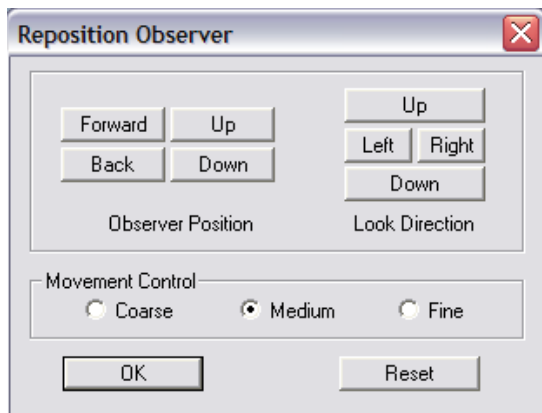 Reposition Observer
Forward Up
Back Down
Observer Position
Up
Left Right
Down
Look Direction
Movement Control
Coarse Medium Fine
OK Reset